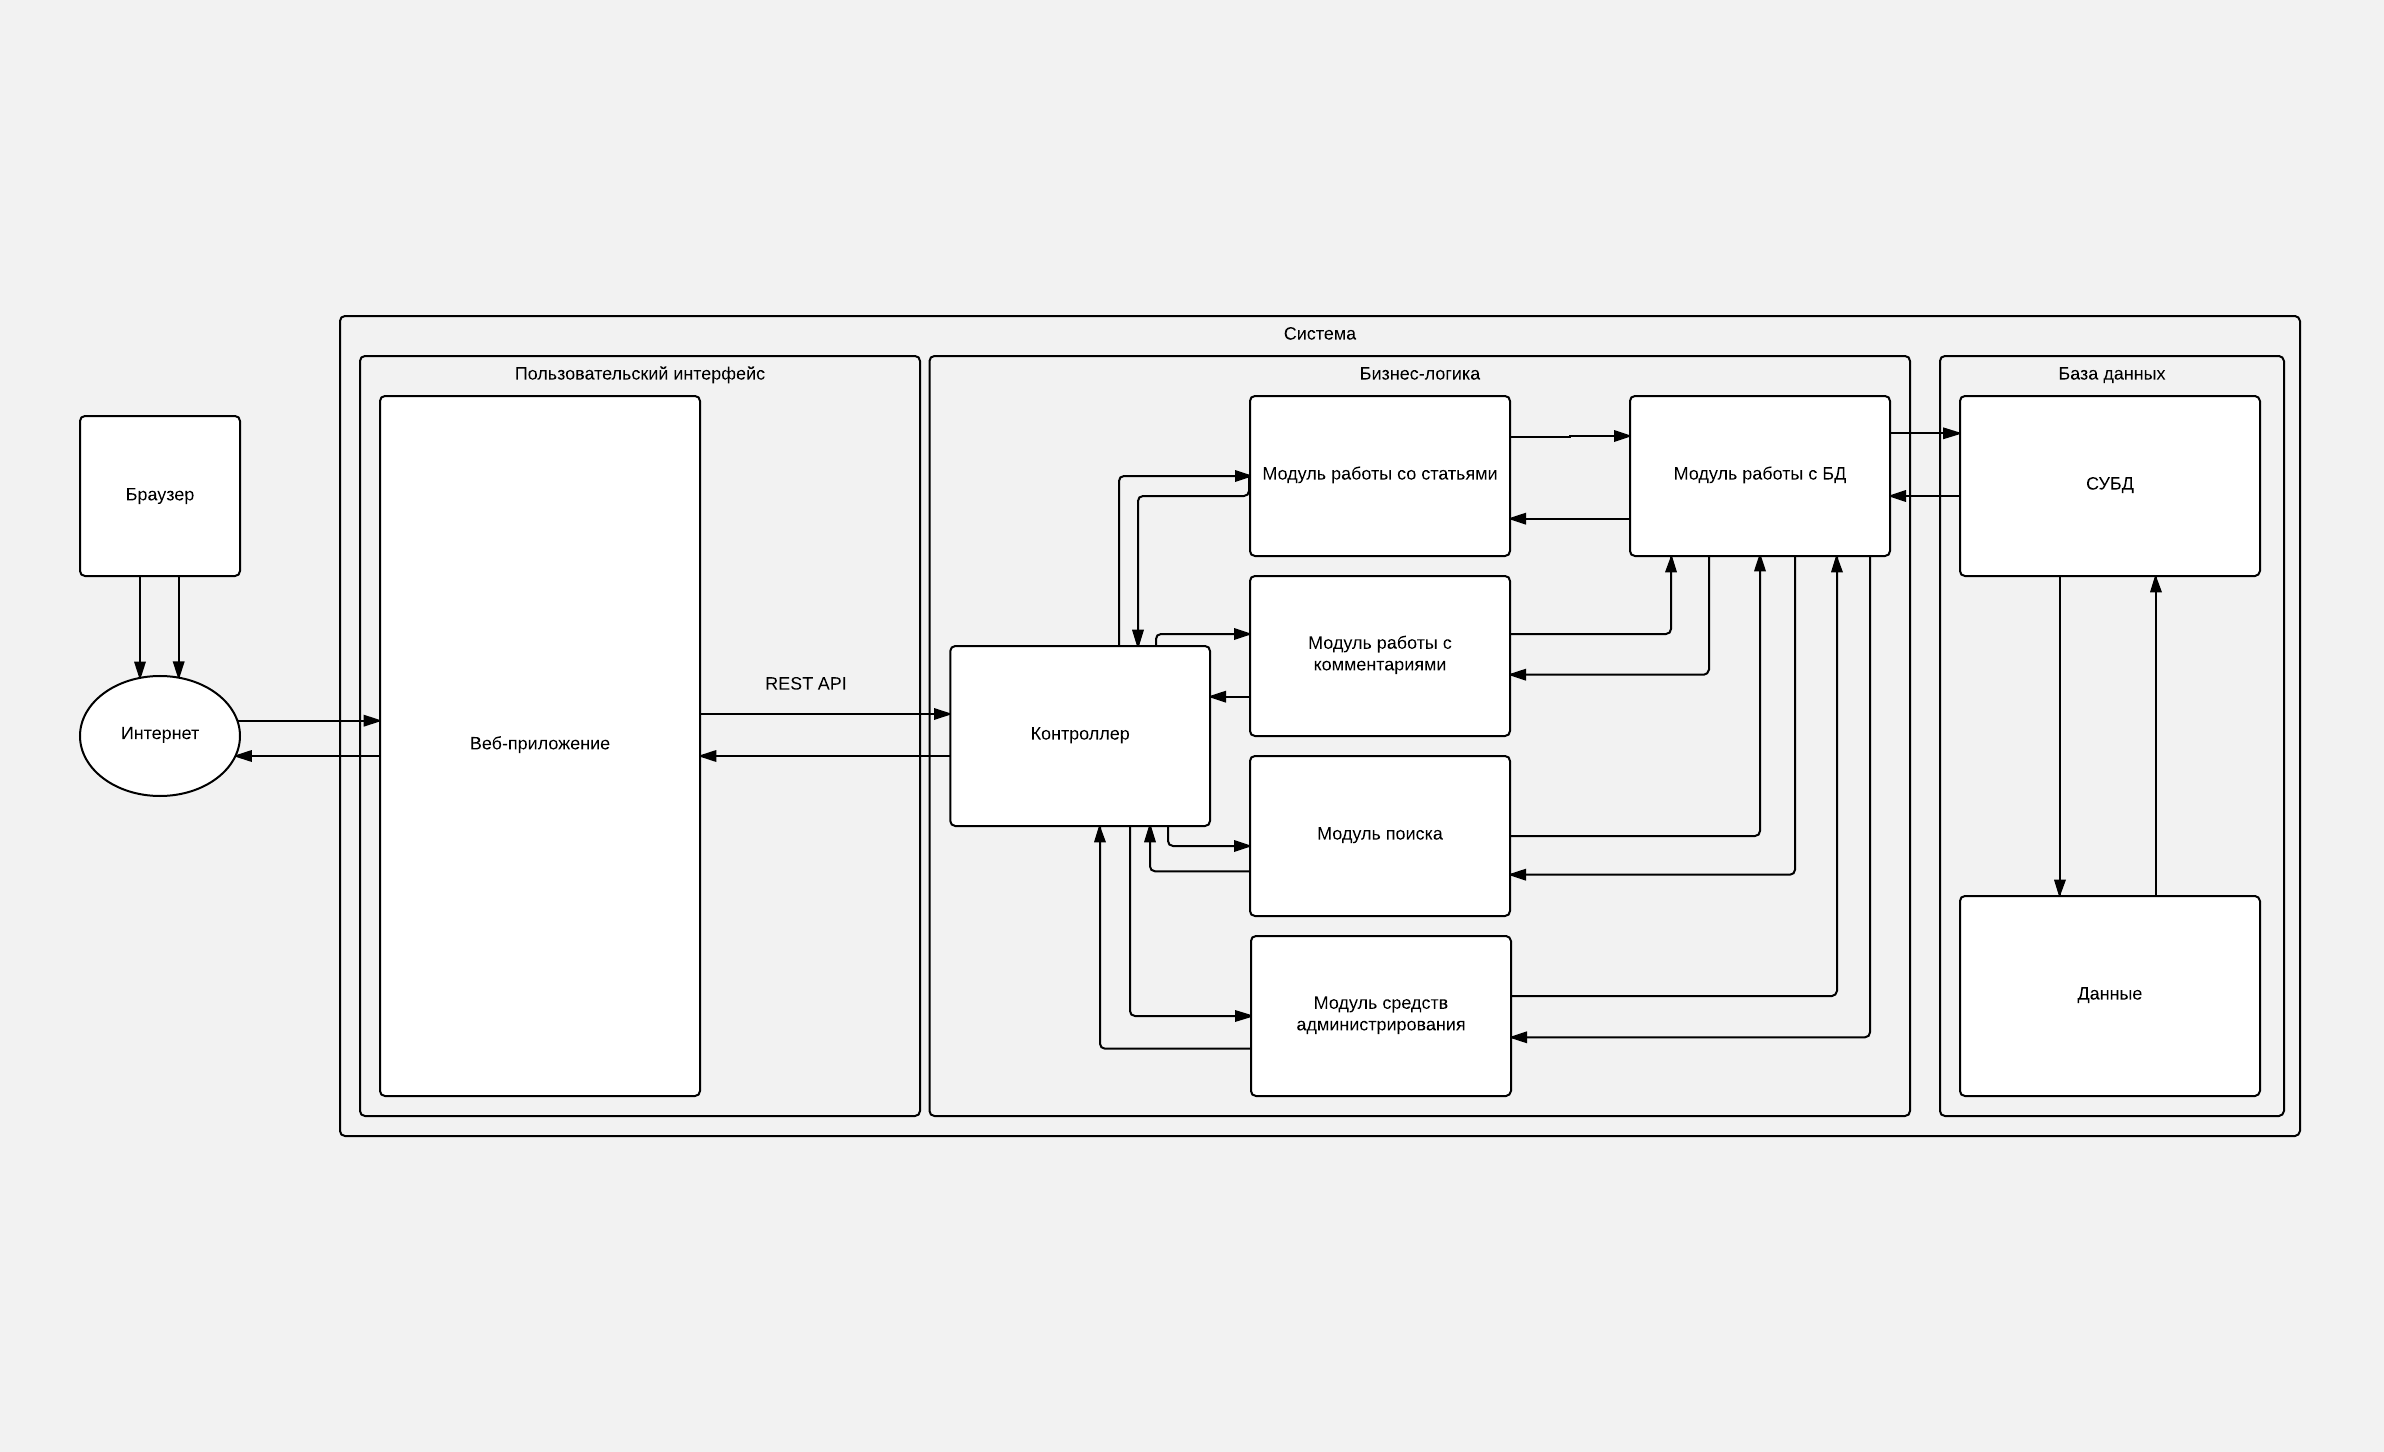 Система
Пользовательский интерфейс
Бизнес-логика
База данных
Браузер
Интернет
Веб-приложение
REST API
Контроллер
Модуль работы со статьями
Модуль работы с
комментариями
Модуль поиска
Модуль средств
администрирования
Модуль работы с БД
СУБД
Данные